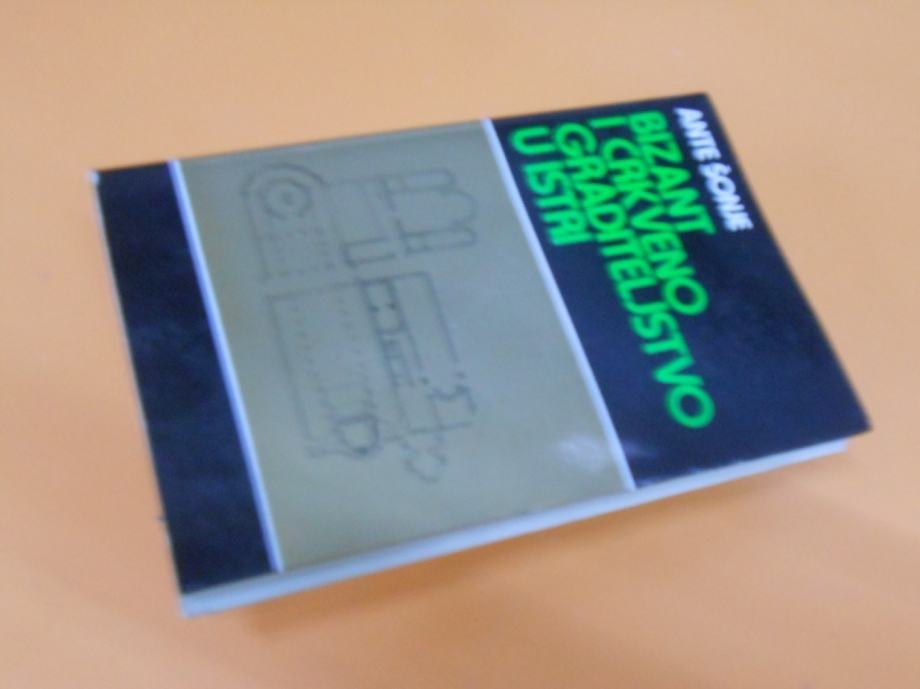 ANTE ŠONJE
BIZANT
I CRKVENO
GRADITELJSTVO
U ISTRI